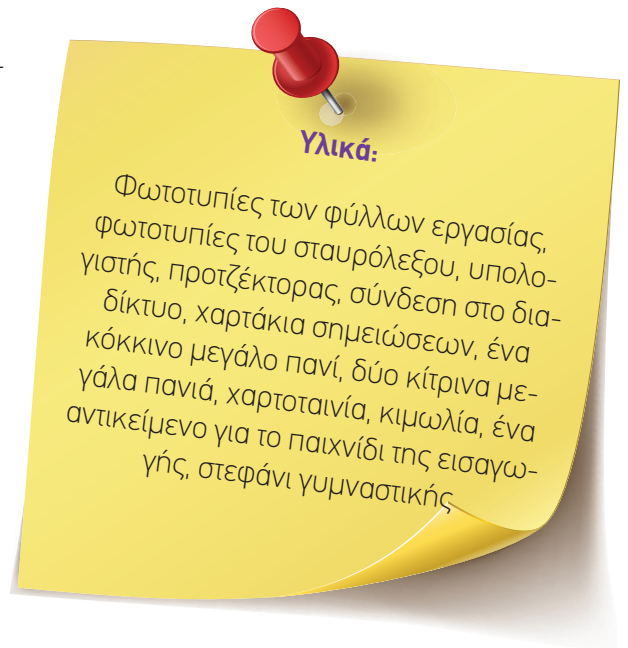 Υλικά:
Φωτοτυπίες των φύλλων εργασίας,
φωτοτυπίες του σταυρόλεξου, υπολο-
γιστής, προτζέκτορας, σύνδεση στο δια-
δίκτυο, χαρτάκια σημειώσεων, ένα
κόκκινο μεγάλο πανί, δύο κίτρινα με-
γάλα πανιά, χαρτοταινία, κιμωλία, ένα
αντικείμενο για το παιχνίδι της εισαγω-
γής, στεφάνι γυμναστικής